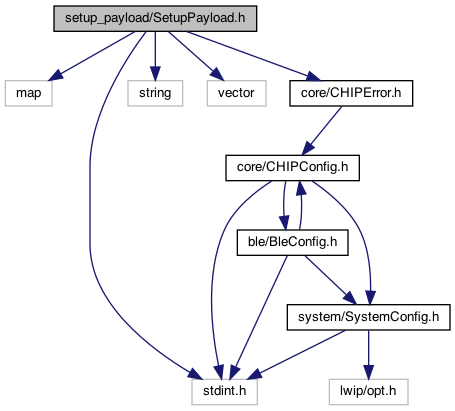 setup_payload/SetupPayload.h
map
string
vector
core/CHIPError.h
core/CHIPConfig.h
ble/BleConfig.h
system/SystemConfig.h
stdint.h
lwip/opt.h